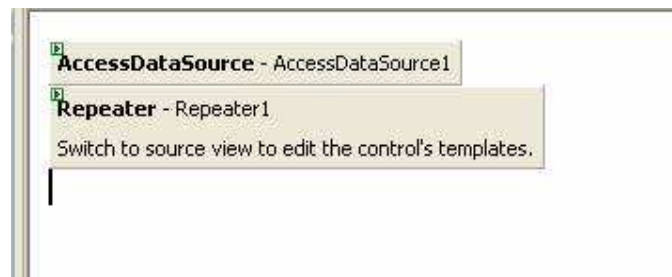 AccessDataSource - AccessDataSource1
Repeater - Repeater1
Switch to source view to edit the control's templates.